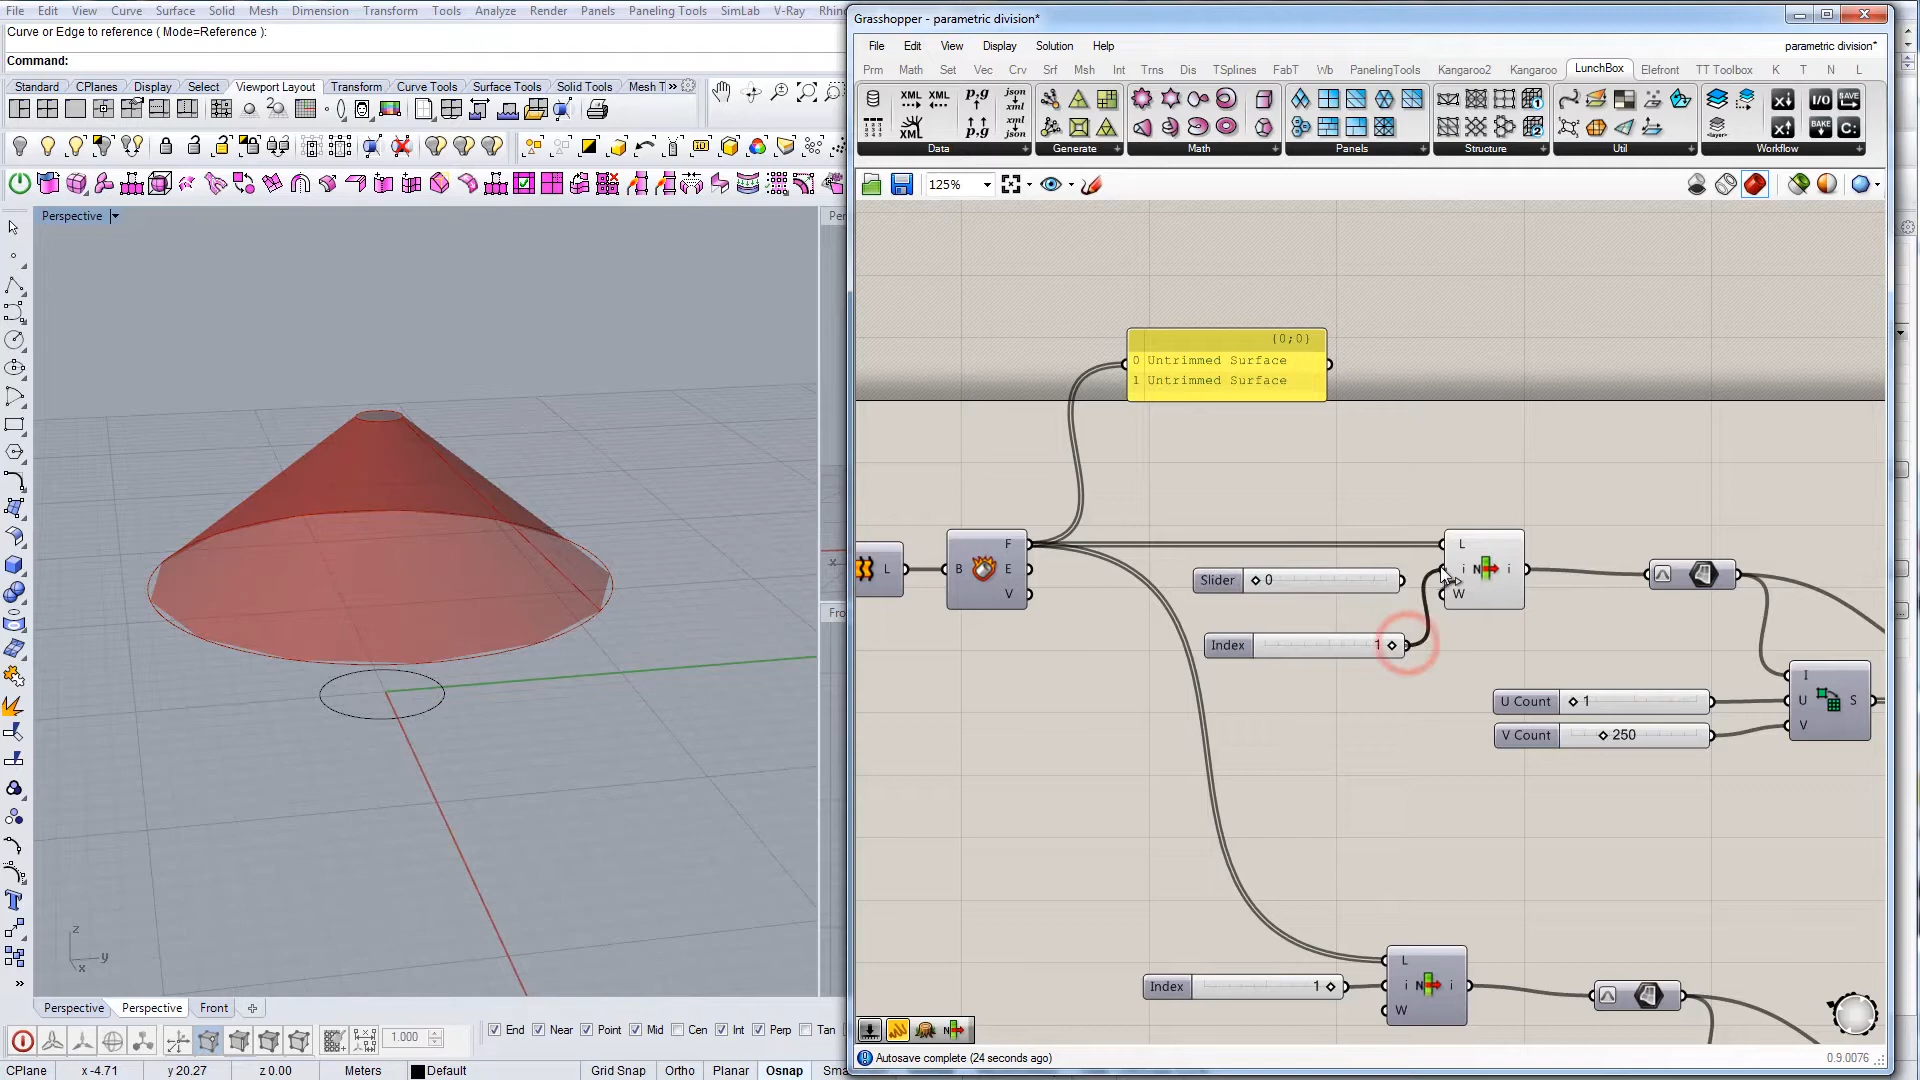 File Edit View Curve Surface Solid Mesh Dimension Transform Tools Analyze Render Panels Paneling Tools SimLab V-Ray Rhin
Curve or Edge to reference ( Mode=Reference ):
Command:
Standard CPlanes Display Select Viewport Layout Transform Curve Tools Surface Tools Solid Tools Mesh T »
Perspective
Per
Fro
x
z
y
x
Perspective Perspective Front
1.000
End Near Point Mid Cen Int Perp Tan
CPlane x -4.71 y 20.27 z 0.00 Meters Default Grid Snap Ortho Planar Osnap Sma
Grasshopper - parametric division*
File Edit View Display Solution Help
parametric division*
Prm Math Set Vec Crv Srf Msh Int Trns Dis TSplines FabT Wb PanelingTools Kangaroo2 Kangaroo LunchBox Elefront TT Toolbox K T N L
Data Generate Math Panels Structure Util Workflow
125%
{0;0}
0 Untrimmed Surface
1 Untrimmed Surface
L
B F E V
Slider 0
Index 1
L i W N i
U Count 1
V Count 250
I U V S
Index 1
L i W N i
Autosave complete (24 seconds ago)
0.9.0076